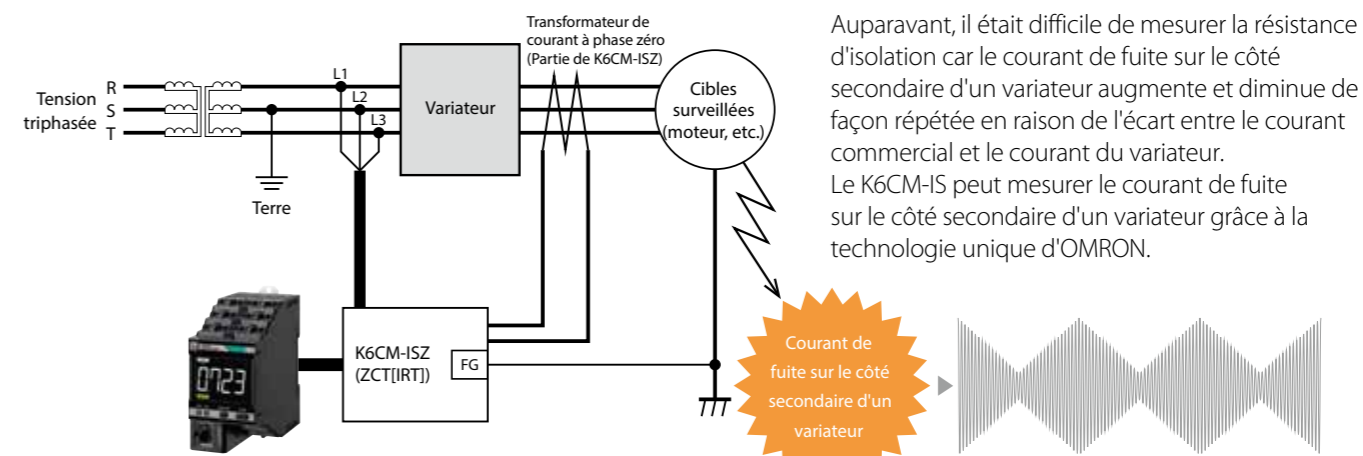 Transformateur de
courant à phase zéro
(Partie de K6CM-ISZ)
Tension
triphasée
R
S
T
L1
L2
L3
Variateur
Cibles
surveillées
(moteur, etc.)
Terre
K6CM-ISZ
(ZCT[IRT])
FG
0723
Courant de
fuite sur le côté
secondaire d'un
variateur
Auparavant, il était difficile de mesurer la résistance
d'isolation car le courant de fuite sur le côté
secondaire d'un variateur augmente et diminue de
façon répétée en raison de l'écart entre le courant
commercial et le courant du variateur.
Le K6CM-IS peut mesurer le courant de fuite
sur le côté secondaire d'un variateur grâce à la
technologie unique d'OMRON.